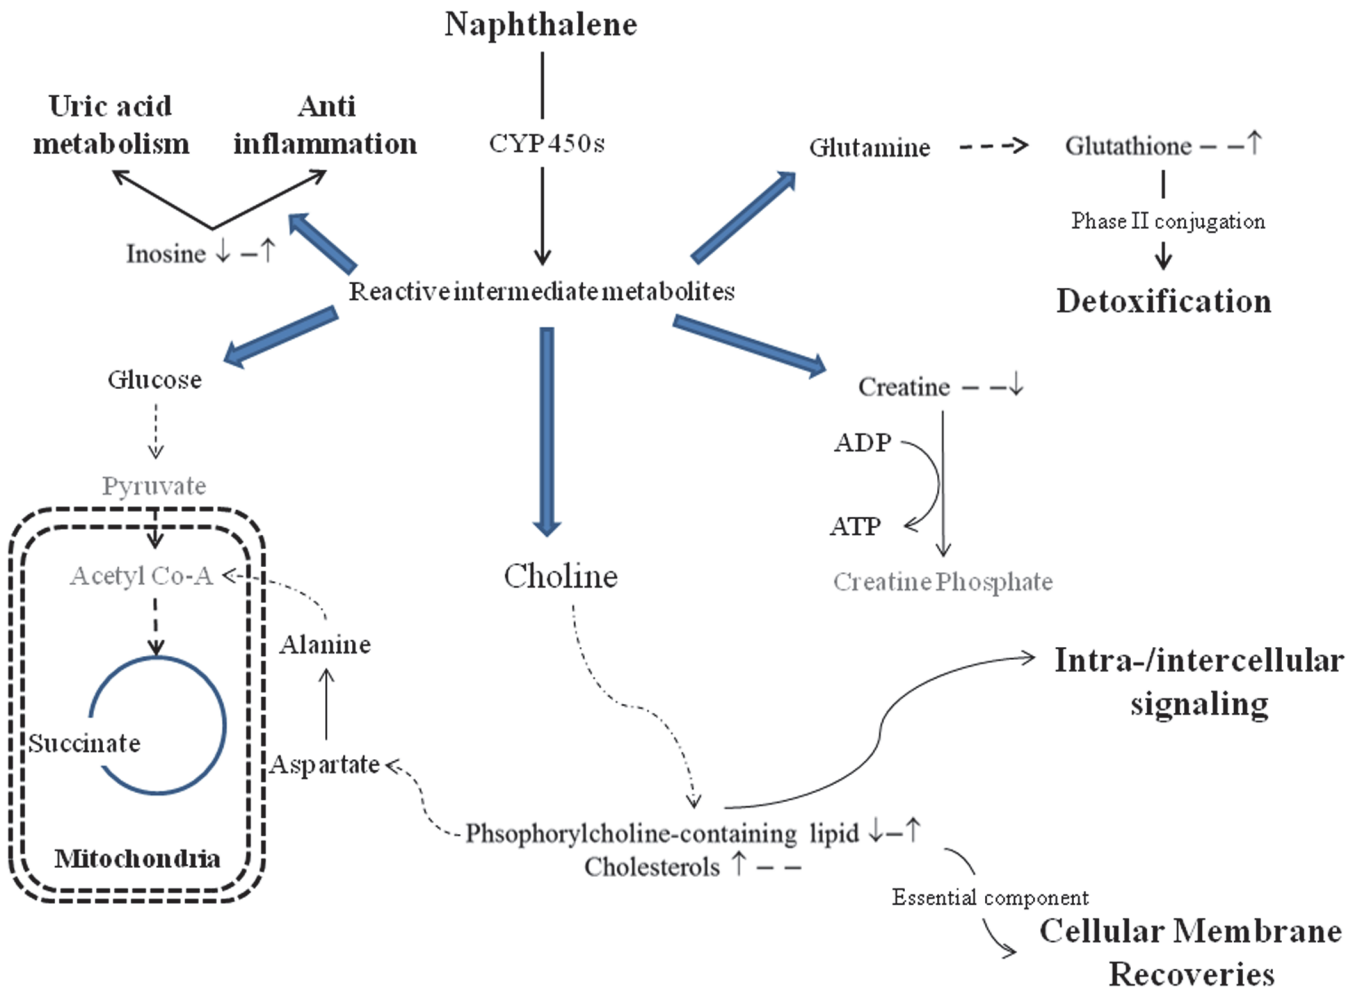 Naphthalene
Uric acid
metabolism
Anti
inflammation
CYP450s
Glutamine
Glutathione – –↑
Phase II conjugation
Detoxification
Inosine ↓ –↑
Reactive intermediate metabolites
Glucose
Creatine – –↓
ADP
ATP
Creatine Phosphate
Pyruvate
Acetyl Co-A
Choline
Alanine
Succinate
Aspartate
Mitochondria
Intra-/intercellular
signaling
Phsophorylcholine-containing lipid ↓–↑
Cholesterols ↑ – –
Essential component
Cellular Membrane
Recoveries